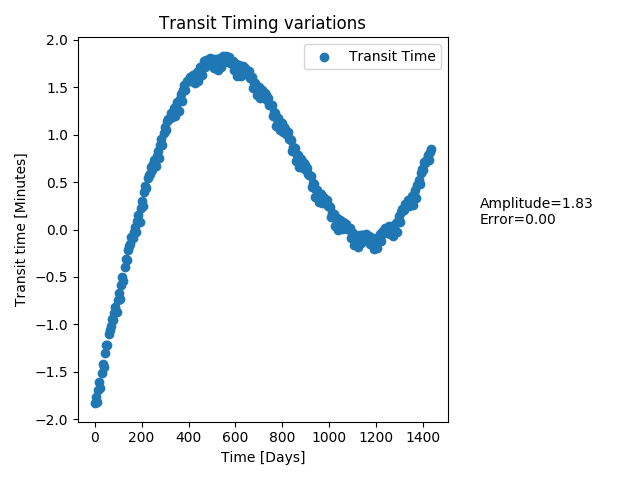 Transit Timing variations
Transit Time
Transit time [Minutes]
2.0
1.5
1.0
0.5
0.0
−0.5
−1.0
−1.5
−2.0
0 200 400 600 800 1000 1200 1400
Time [Days]
Amplitude=1.83
Error=0.00